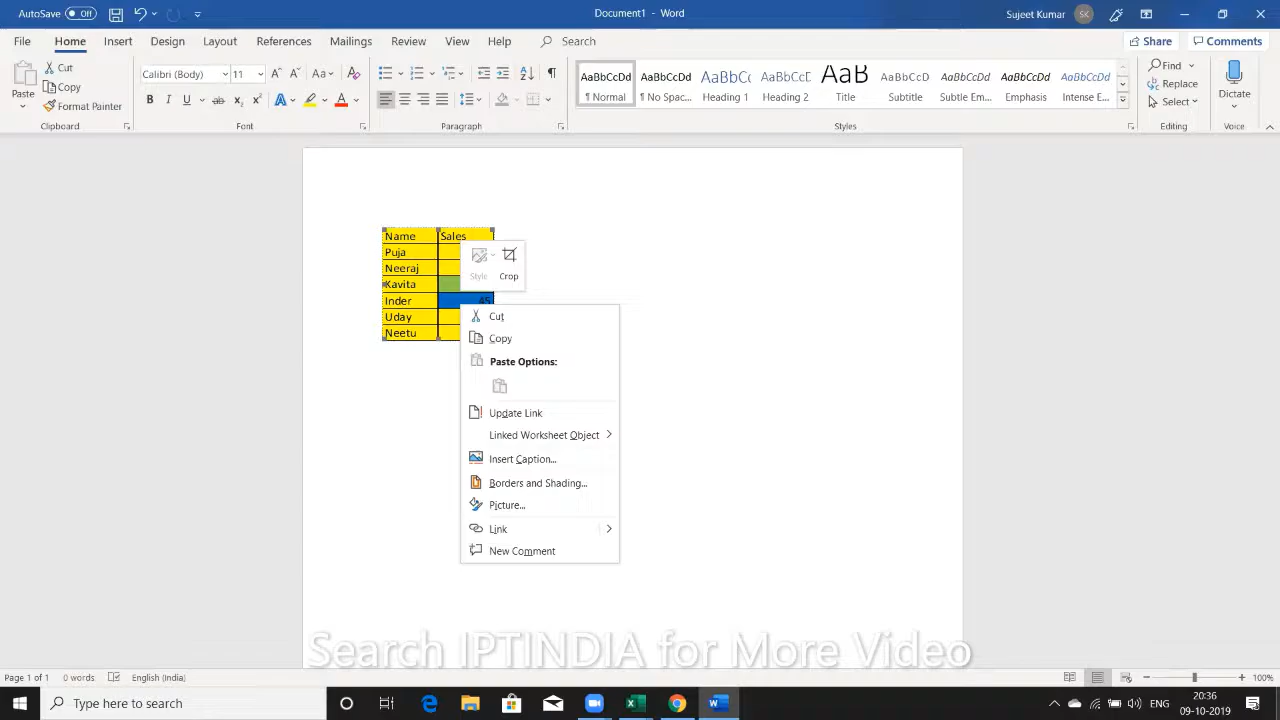 AutoSave Off
Document1 - Word
Sujeet Kumar SK
File Home Insert Design Layout References Mailings Review View Help Search
Share Comments
Paste
Cut
Copy
Format Painter
Clipboard
Calibri (Body) 11
Font
Paragraph
AaBbCcDd AaBbCcDd AaBbCc AaBbCcD AaB AaBbCcD AaBbCcDd AaBbCcDd AaBbCcDd
¶ Normal ¶ No Spac... Heading 1 Heading 2 Title Subtitle Subtle Em... Emphasis Intense E...
Styles
Find
Replace
Select
Editing
Dictate
Voice
Name Sales
Puja
Neeraj
Kavita
Inder 45
Uday
Neetu
Style Crop
Cut
Copy
Paste Options:
Update Link
Linked Worksheet Object
Insert Caption...
Borders and Shading...
Picture...
Link
New Comment
Search IPTINDIA for More Video
Page 1 of 1 0 words English (India) 100%
Type here to search
ENG
20:36
09-10-2019